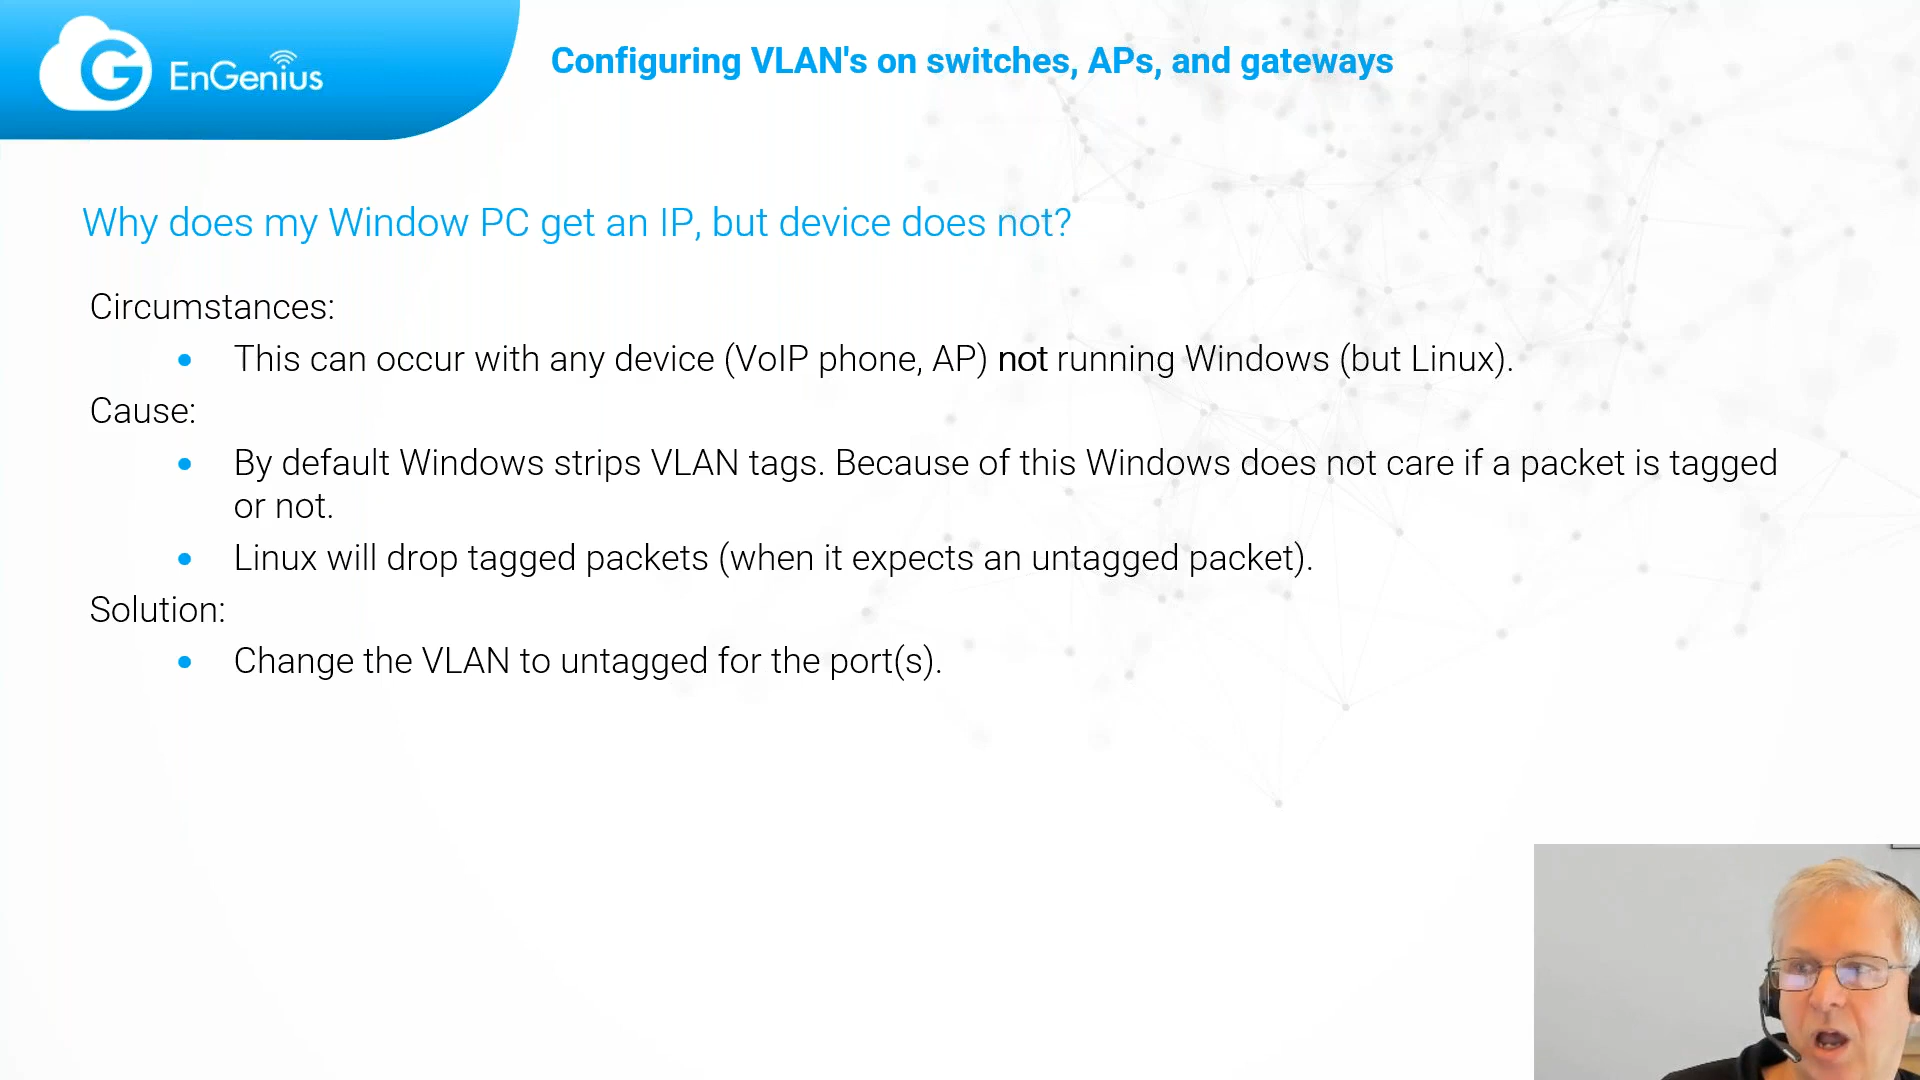 EnGenius
Configuring VLAN's on switches, APs, and gateways
Why does my Window PC get an IP, but device does not?
Circumstances:
• This can occur with any device (VoIP phone, AP) not running Windows (but Linux).
Cause:
• By default Windows strips VLAN tags. Because of this Windows does not care if a packet is tagged
or not.
• Linux will drop tagged packets (when it expects an untagged packet).
Solution:
• Change the VLAN to untagged for the port(s).